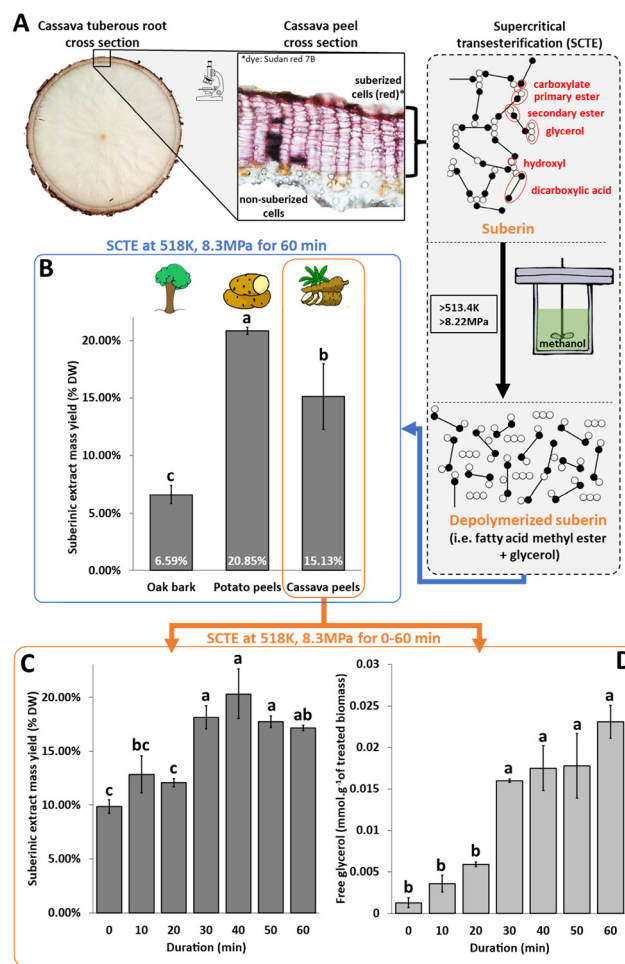 A
Cassava tuberous root
cross section
Cassava peel
cross section
*dye: Sudan red 7B
suberized
cells (red)*
non-suberized
cells
Supercritical
transesterification (SCTE)
carboxylate
primary ester
secondary ester
glycerol
hydroxyl
dicarboxylic acid
Suberin
>513.4K
>8.22MPa
methanol
Depolymerized suberin
(i.e. fatty acid methyl ester
+ glycerol)
SCTE at 518K, 8.3MPa for 60 min
B
Suberinic extract mass yield (% DW)
20.00%
15.00%
10.00%
5.00%
0.00%
c
a
b
6.59%
20.85%
15.13%
Oak bark
Potato peels
Cassava peels
SCTE at 518K, 8.3MPa for 0-60 min
C
Suberinic extract mass yield (% DW)
20.00%
15.00%
10.00%
5.00%
0.00%
c
bc
c
a
a
a
ab
0 10 20 30 40 50 60
Duration (min)
D
Free glycerol (mmol.g⁻¹of treated biomass)
0.03
0.025
0.02
0.015
0.01
0.005
0
b
b
b
a
a
a
a
0 10 20 30 40 50 60
Duration (min)